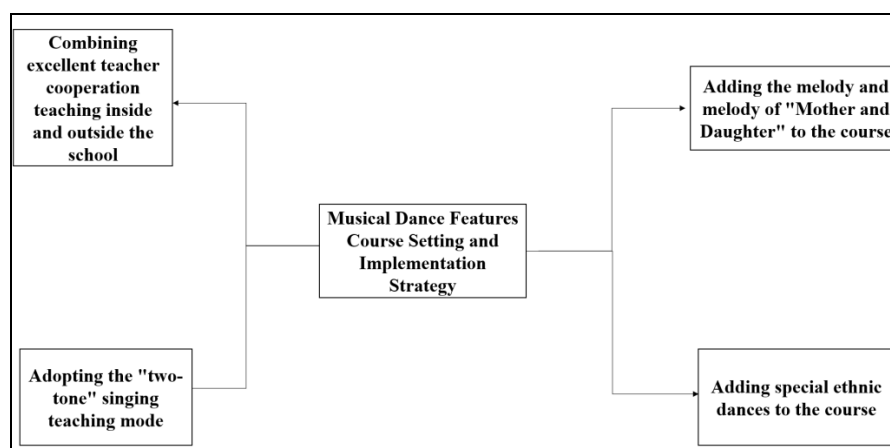 Combining
excellent teacher
cooperation
teaching inside
and outside the
school
Adding the melody and
melody of "Mother and
Daughter" to the course
Musical Dance Features
Course Setting and
Implementation
Strategy
Adopting the "two-
tone" singing
teaching mode
Adding special ethnic
dances to the course